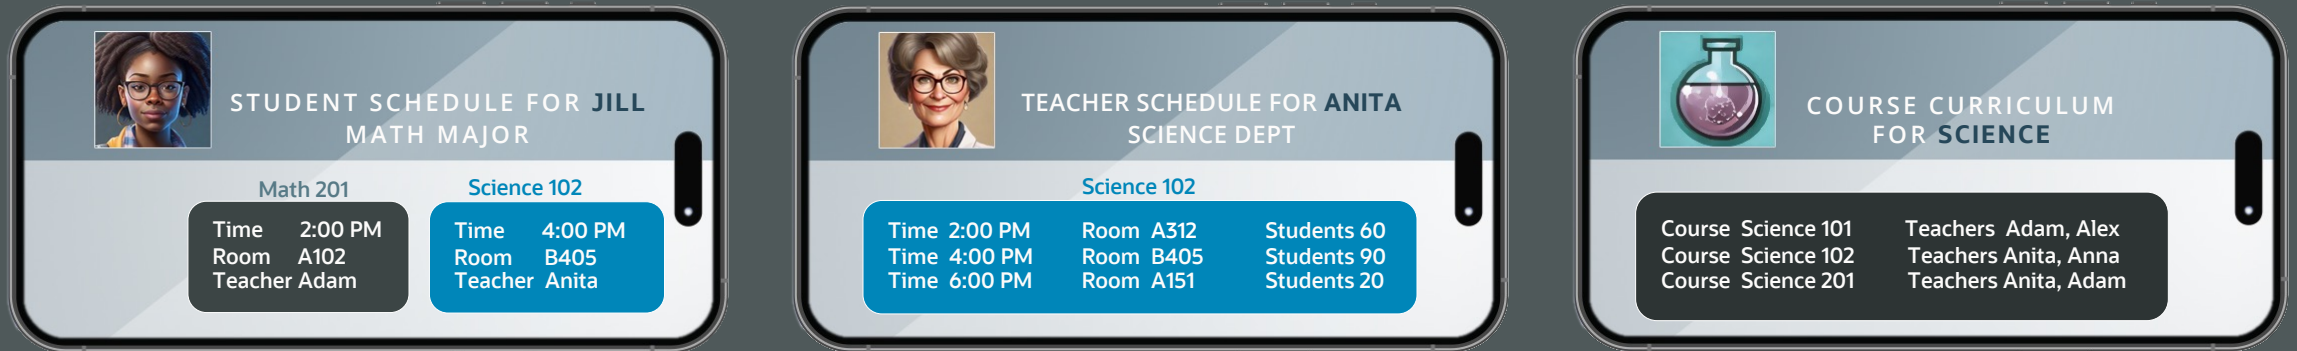 STUDENT SCHEDULE FOR JILL
MATH MAJOR
Math 201
Time 2:00 PM
Room A102
Teacher Adam
Science 102
Time 4:00 PM
Room B405
Teacher Anita
TEACHER SCHEDULE FOR ANITA
SCIENCE DEPT
Science 102
Time 2:00 PM Room A312 Students 60
Time 4:00 PM Room B405 Students 90
Time 6:00 PM Room A151 Students 20
COURSE CURRICULUM
FOR SCIENCE
Course Science 101 Teachers Adam, Alex
Course Science 102 Teachers Anita, Anna
Course Science 201 Teachers Anita, Adam